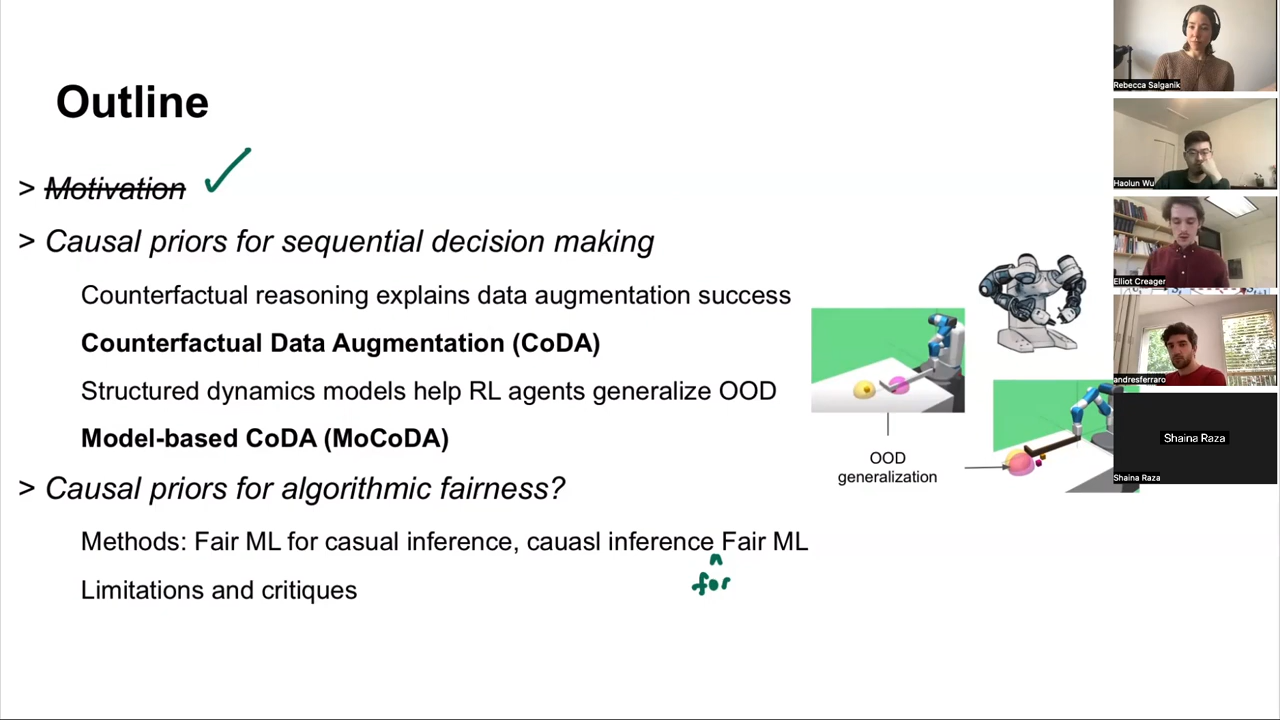 Outline
> Motivation
> Causal priors for sequential decision making
Counterfactual reasoning explains data augmentation success
Counterfactual Data Augmentation (CoDA)
Structured dynamics models help RL agents generalize OOD
Model-based CoDA (MoCoDA)
> Causal priors for algorithmic fairness?
Methods: Fair ML for casual inference, cauasl inference Fair ML
^
for
Limitations and critiques
OOD
generalization
Rebecca Salganik
Haolun Wu
Elliot Creager
andresferraro
Shaina Raza
Shaina Raza